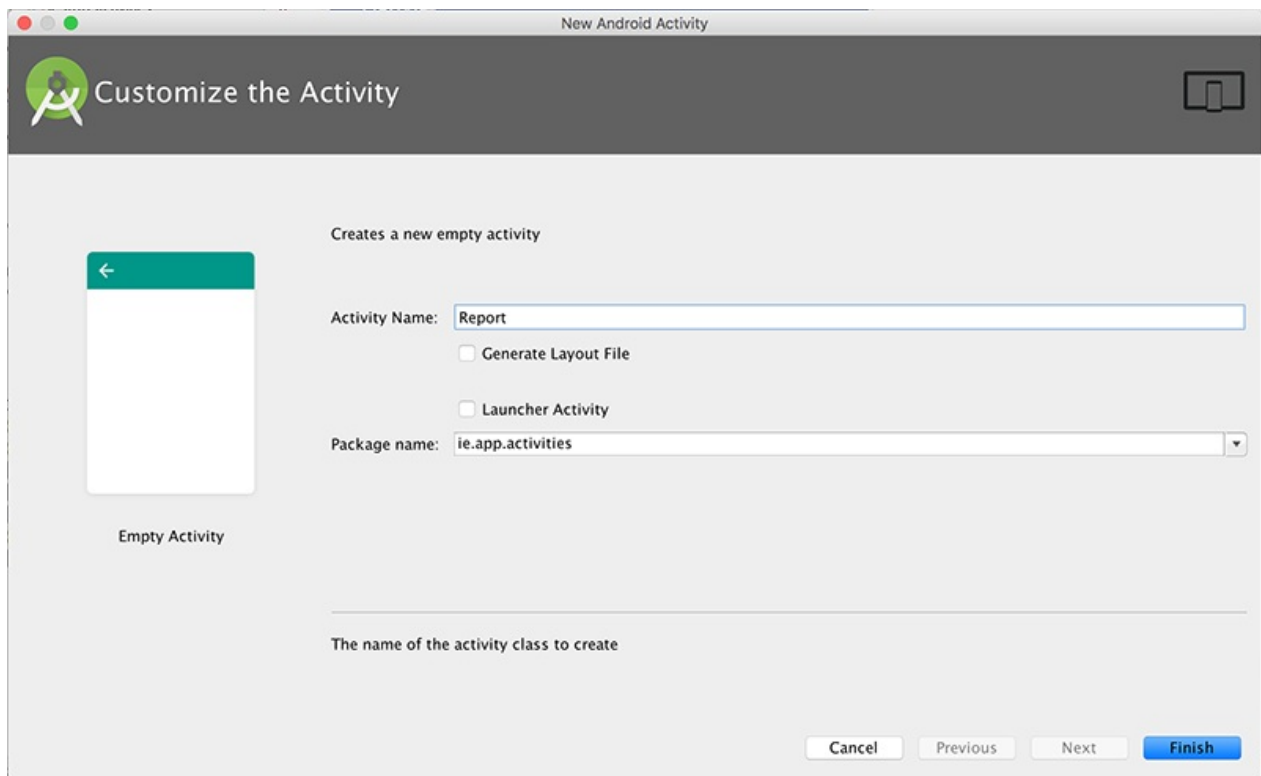 New Android Activity
Customize the Activity
Creates a new empty activity
Activity Name: Report
Generate Layout File
Launcher Activity
Package name: ie.app.activities
Empty Activity
The name of the activity class to create
Cancel Previous Next Finish